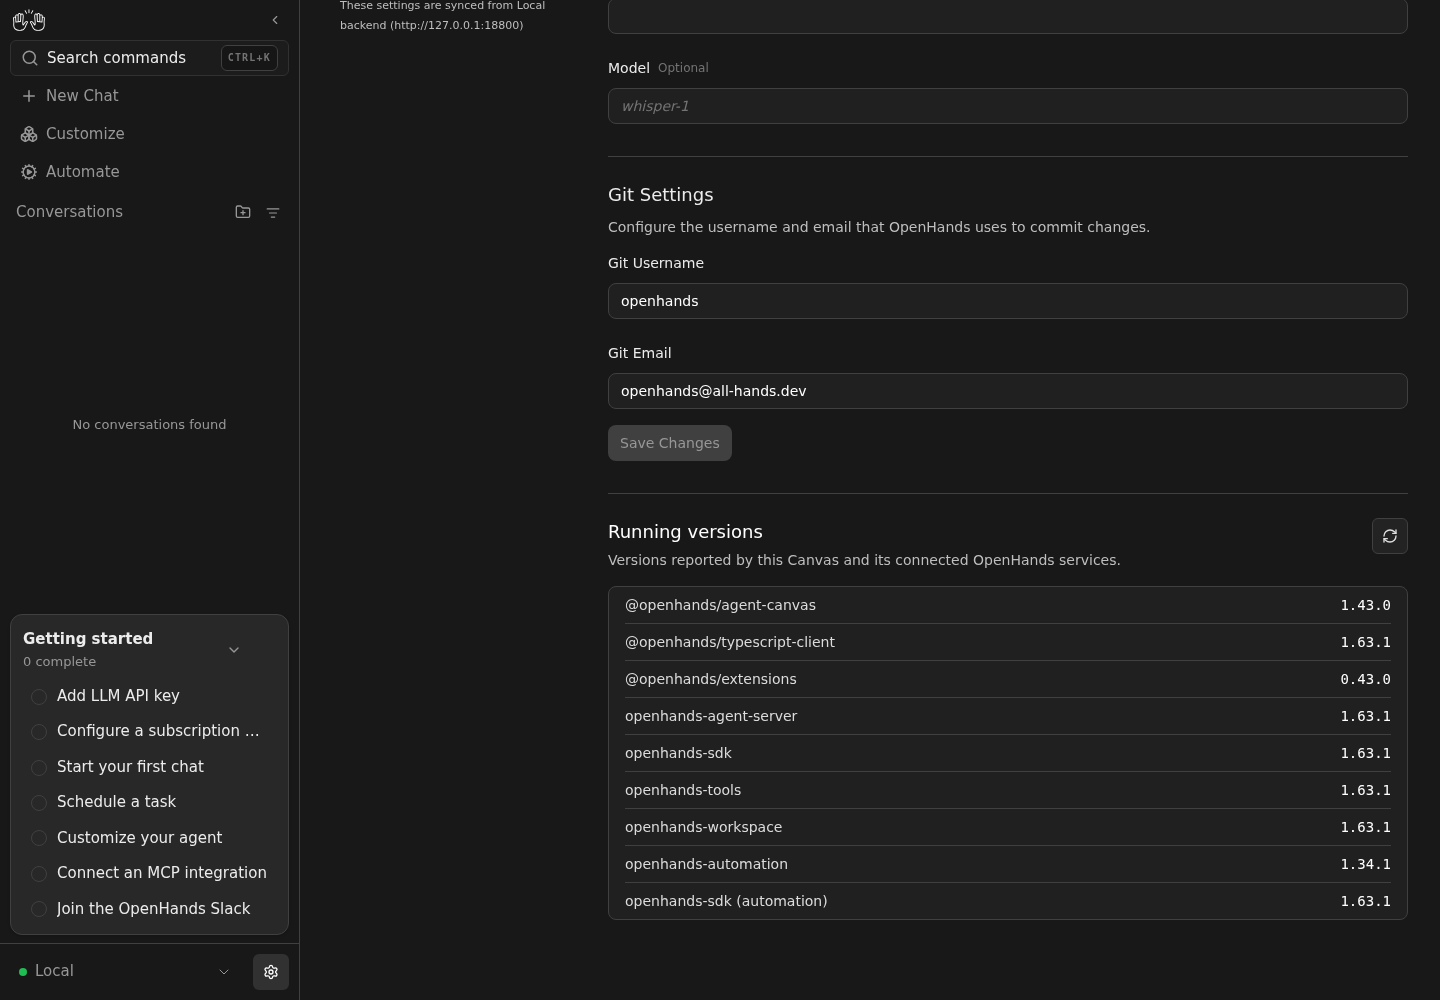 Search commands
CTRL+K
New Chat
Customize
Automate
Conversations
No conversations found
Getting started
0 complete
Add LLM API key
Configure a subscription ...
Start your first chat
Schedule a task
Customize your agent
Connect an MCP integration
Join the OpenHands Slack
Local
These settings are synced from Local
backend (http://127.0.0.1:18800)
Model Optional
whisper-1
Git Settings
Configure the username and email that OpenHands uses to commit changes.
Git Username
openhands
Git Email
openhands@all-hands.dev
Save Changes
Running versions
Versions reported by this Canvas and its connected OpenHands services.
@openhands/agent-canvas 1.43.0
@openhands/typescript-client 1.63.1
@openhands/extensions 0.43.0
openhands-agent-server 1.63.1
openhands-sdk 1.63.1
openhands-tools 1.63.1
openhands-workspace 1.63.1
openhands-automation 1.34.1
openhands-sdk (automation) 1.63.1